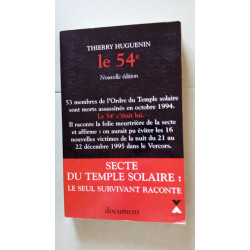 THIERRY HUGUENIN
le 54e
Nouvelle édition
53 membres de l'Ordre du Temple solaire
sont morts assassinés en octobre 1994.
Le 54e c'était lui.
Il raconte la folie meurtrière de la secte
et affirme : on aurait pu éviter les 16
nouvelles victimes de la nuit du 21 au
22 décembre 1995 dans le Vercors.
SECTE
DU TEMPLE SOLAIRE :
LE SEUL SURVIVANT RACONTE
document